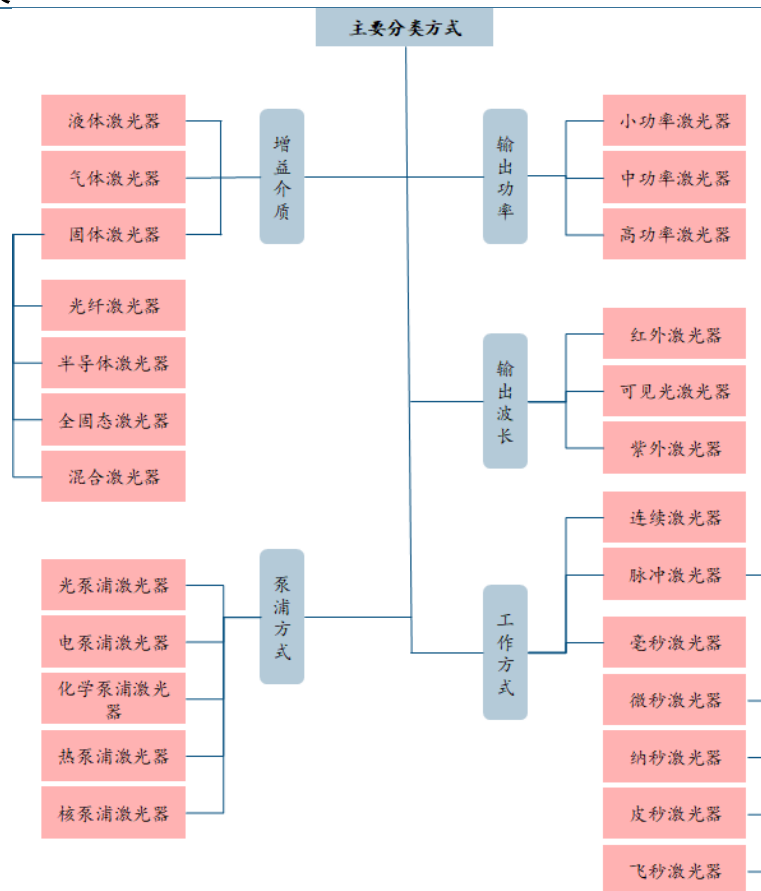 主要分类方式
增益介质
液体激光器
气体激光器
固体激光器
光纤激光器
半导体激光器
全固态激光器
混合激光器
泵浦方式
光泵浦激光器
电泵浦激光器
化学泵浦激光
器
热泵浦激光器
核泵浦激光器
输出功率
小功率激光器
中功率激光器
高功率激光器
输出波长
红外激光器
可见光激光器
紫外激光器
工作方式
连续激光器
脉冲激光器
毫秒激光器
微秒激光器
纳秒激光器
皮秒激光器
飞秒激光器